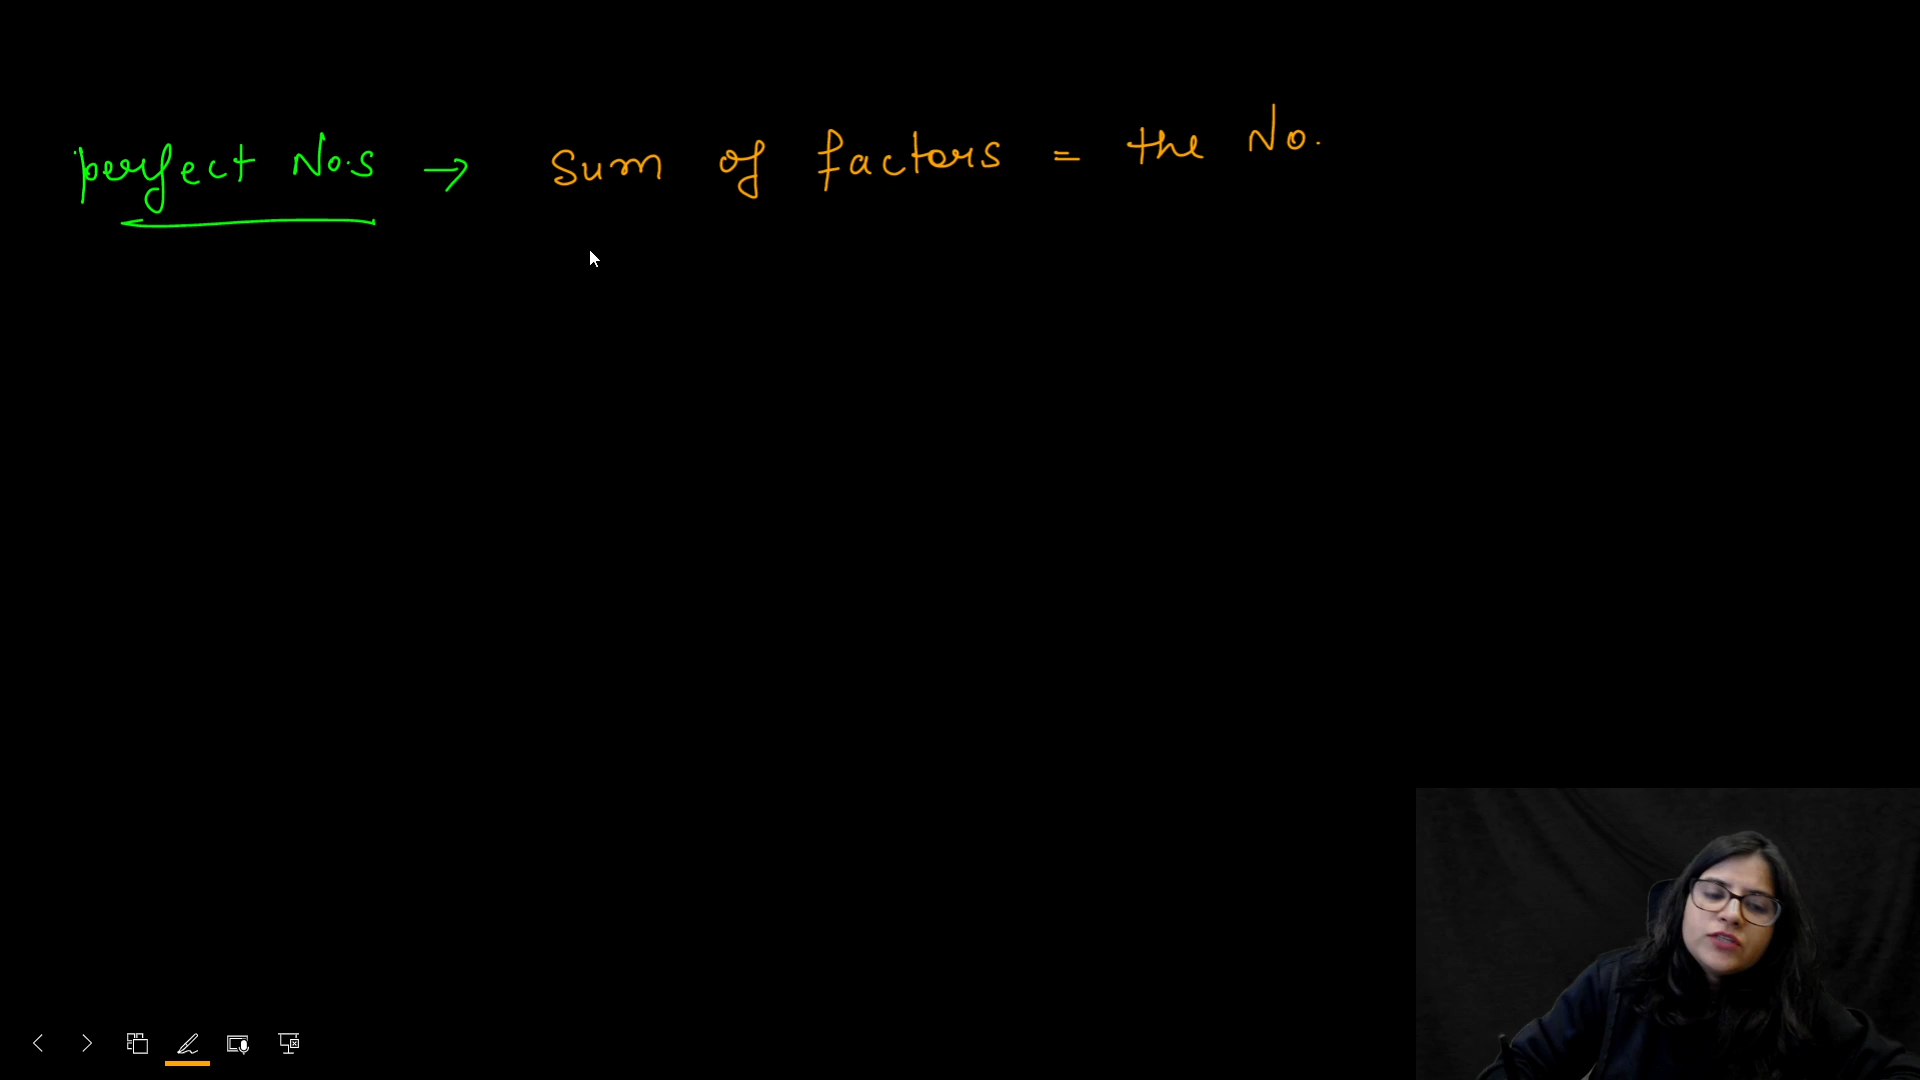 perfect No.s → Sum of factors = the No.